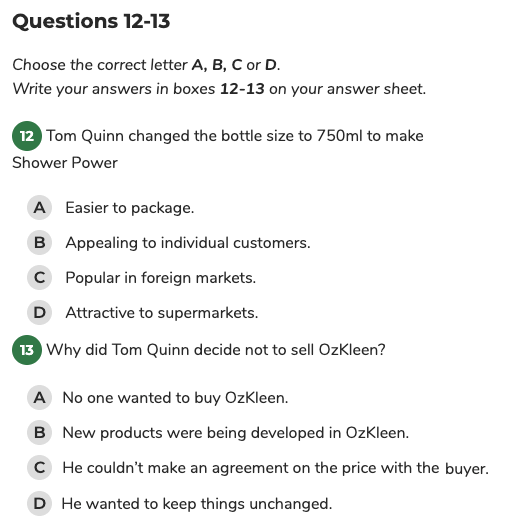 Questions 12-13
Choose the correct letter A, B, C or D.
Write your answers in boxes 12-13 on your answer sheet.
12 Tom Quinn changed the bottle size to 750ml to make
Shower Power
A Easier to package.
B Appealing to individual customers.
C Popular in foreign markets.
D Attractive to supermarkets.
13 Why did Tom Quinn decide not to sell OzKleen?
A No one wanted to buy OzKleen.
B New products were being developed in OzKleen.
C He couldn't make an agreement on the price with the buyer.
D He wanted to keep things unchanged.